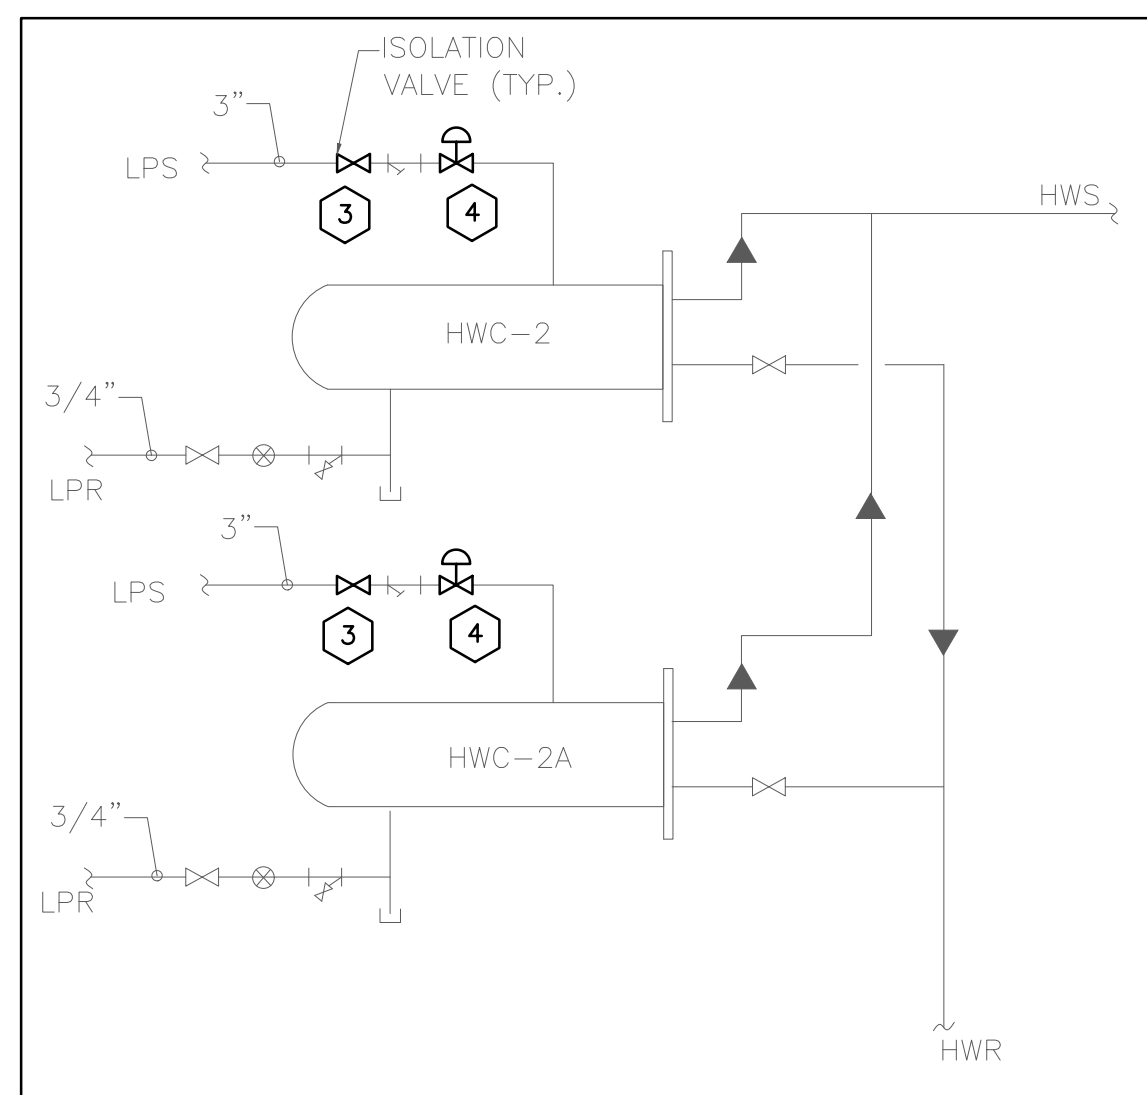 ISOLATION
VALVE (TYP.)
3”
LPS
3
4
HWS
HWC-2
3/4”
LPR
3”
LPS
3
4
HWC-2A
3/4”
LPR
HWR